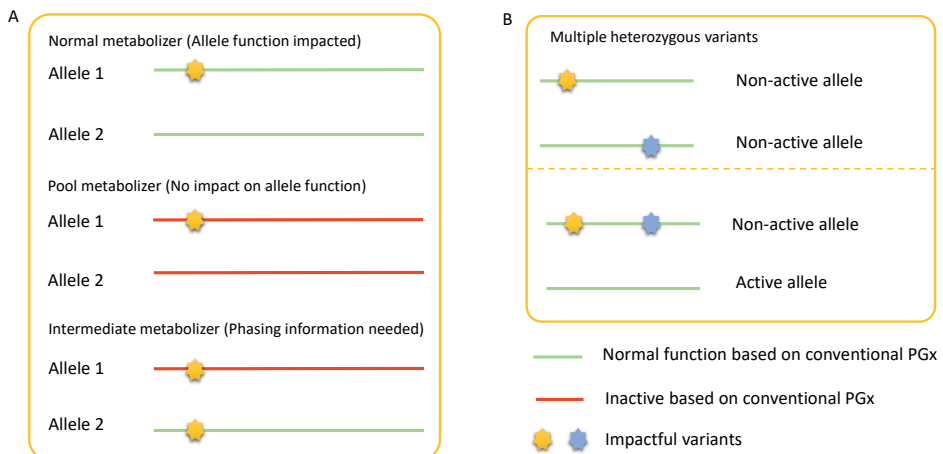 A
Normal metabolizer (Allele function impacted)
Allele 1
Allele 2
Pool metabolizer (No impact on allele function)
Allele 1
Allele 2
Intermediate metabolizer (Phasing information needed)
Allele 1
Allele 2
B
Multiple heterozygous variants
Non-active allele
Non-active allele
Non-active allele
Active allele
Normal function based on conventional PGx
Inactive based on conventional PGx
Impactful variants